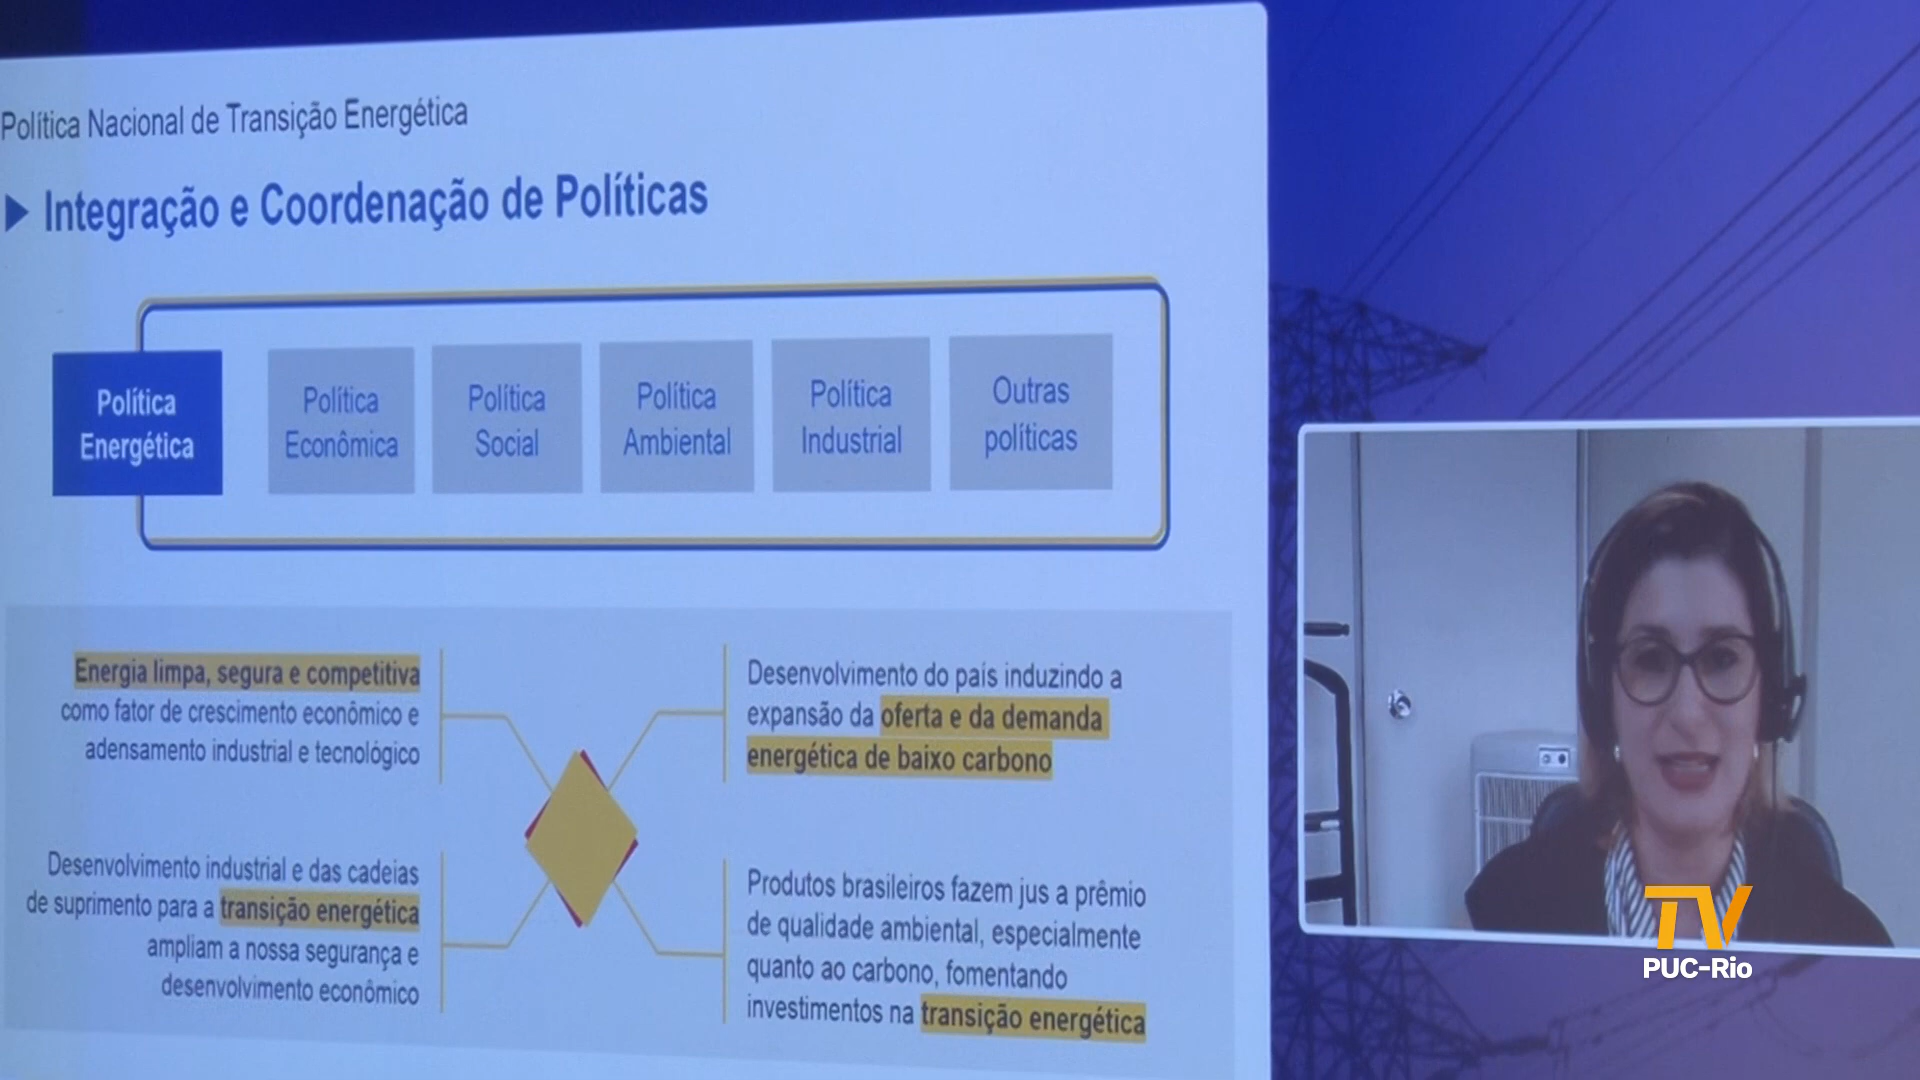 Política Nacional de Transição Energética
Integração e Coordenação de Políticas
Política
Energética
Política
Econômica
Política
Social
Política
Ambiental
Política
Industrial
Outras
políticas
Energia limpa, segura e competitiva
como fator de crescimento econômico e
adensamento industrial e tecnológico
Desenvolvimento do país induzindo a
expansão da oferta e da demanda
energética de baixo carbono
Desenvolvimento industrial e das cadeias
de suprimento para a transição energética
ampliam a nossa segurança e
desenvolvimento econômico
Produtos brasileiros fazem jus a prêmio
de qualidade ambiental, especialmente
quanto ao carbono, fomentando
investimentos na transição energética
TV
PUC-Rio